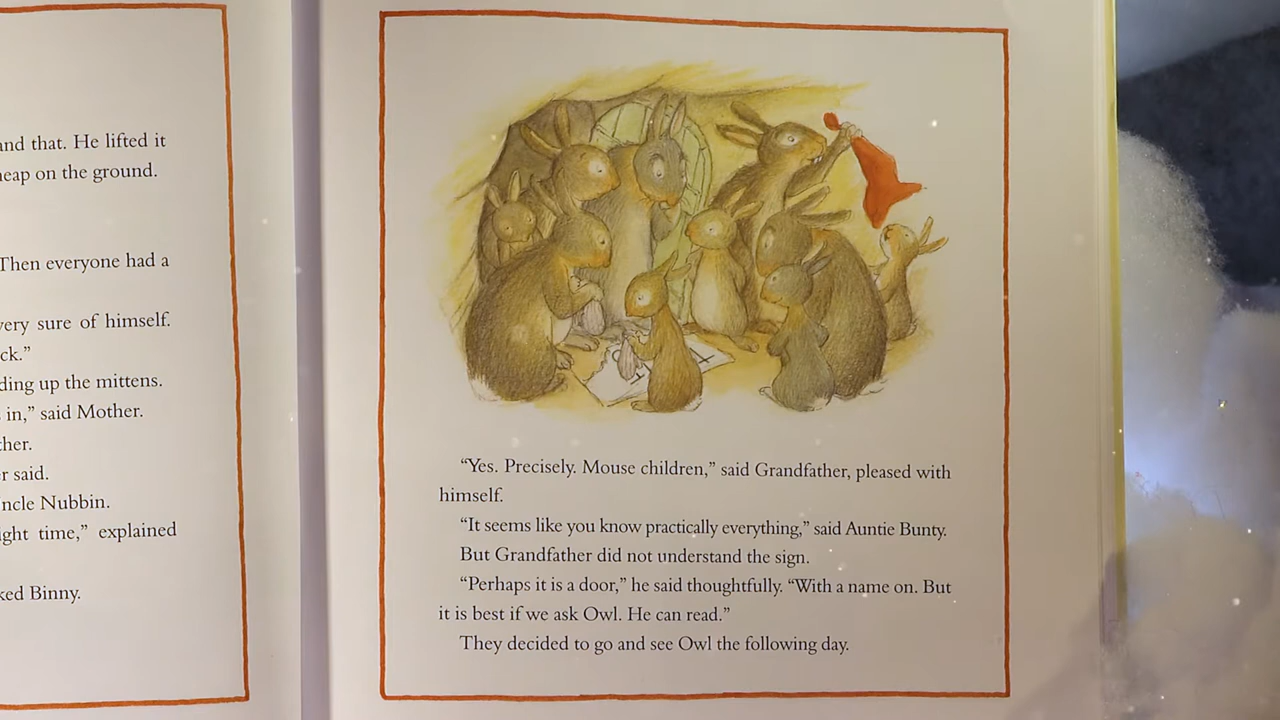 and that. He lifted it
heap on the ground.
Then everyone had a
very sure of himself.
ck.”
ding up the mittens.
in,” said Mother.
ther.
r said.
ncle Nubbin.
ght time,” explained
ked Binny.
“Yes. Precisely. Mouse children,” said Grandfather, pleased with
himself.
“It seems like you know practically everything,” said Auntie Bunty.
But Grandfather did not understand the sign.
“Perhaps it is a door,” he said thoughtfully. “With a name on. But
it is best if we ask Owl. He can read.”
They decided to go and see Owl the following day.